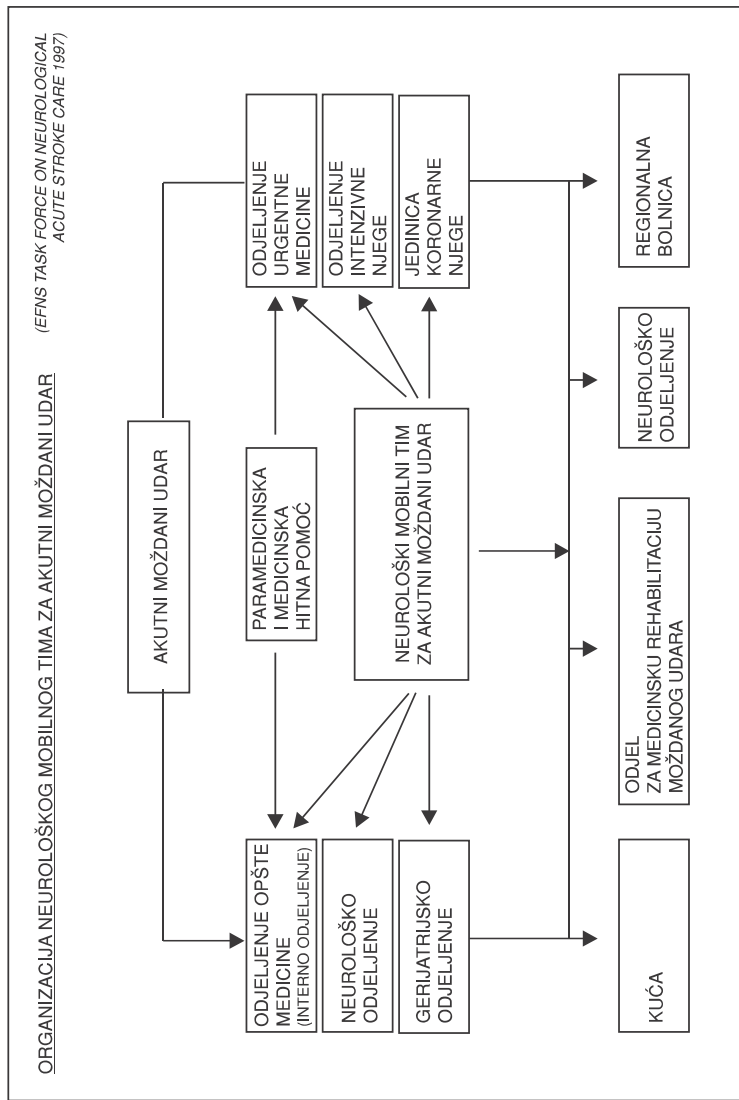 ORGANIZACIJA NEUROLOŠKOG MOBILNOG TIMA ZA AKUTNI MOŽDANI UDAR
(EFNS TASK FORCE ON NEUROLOGICAL
ACUTE STROKE CARE 1997)
AKUTNI MOŽDANI UDAR
ODJELJENJE OPŠTE
MEDICINE
(INTERNO ODJELJENJE)
PARAMEDICINSKA
I MEDICINSKA
HITNA POMOĆ
ODJELJENJE
URGENTNE
MEDICINE
NEUROLOŠKO
ODJELJENJE
ODJELJENJE
INTENZIVNE
NJEGE
GERIJATRIJSKO
ODJELJENJE
NEUROLOŠKI MOBILNI TIM
ZA AKUTNI MOŽDANI UDAR
JEDINICA
KORONARNE
NJEGE
KUĆA
ODJEL
ZA MEDICINSKU REHABILITACIJU
MOŽDANOG UDARA
NEUROLOŠKO
ODJELJENJE
REGIONALNA
BOLNICA